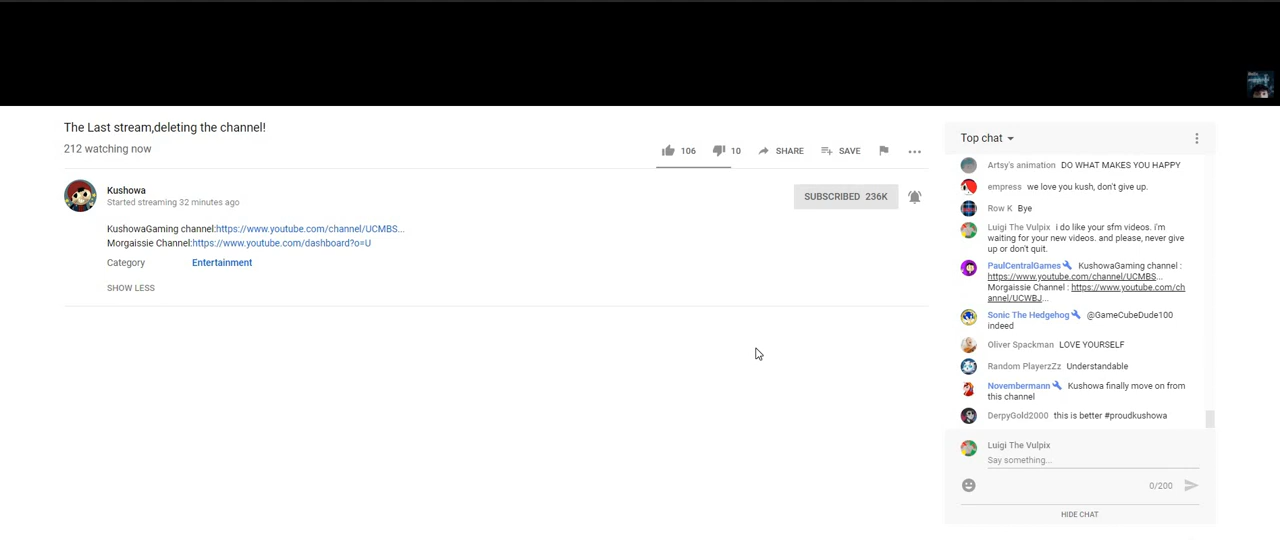 The Last stream,deleting the channel!
212 watching now
106
10
SHARE
SAVE
Kushowa
Started streaming 32 minutes ago
SUBSCRIBED 236K
KushowaGaming channel:https://www.youtube.com/channel/UCMBS...
Morgaissie Channel:https://www.youtube.com/dashboard?o=U
Category Entertainment
SHOW LESS
Top chat
Artsy's animation DO WHAT MAKES YOU HAPPY
empress we love you kush, don't give up.
Row K Bye
Luigi The Vulpix i do like your sfm videos. i'm
waiting for your new videos. and please, never give
up or don't quit.
PaulCentralGames KushowaGaming channel :
https://www.youtube.com/channel/UCMBS...
Morgaissie Channel : https://www.youtube.com/ch
annel/UCWBJ...
Sonic The Hedgehog @GameCubeDude100
indeed
Oliver Spackman LOVE YOURSELF
Random PlayerzZz Understandable
Novembermann Kushowa finally move on from
this channel
DerpyGold2000 this is better #proudkushowa
Luigi The Vulpix
Say something...
0/200
HIDE CHAT